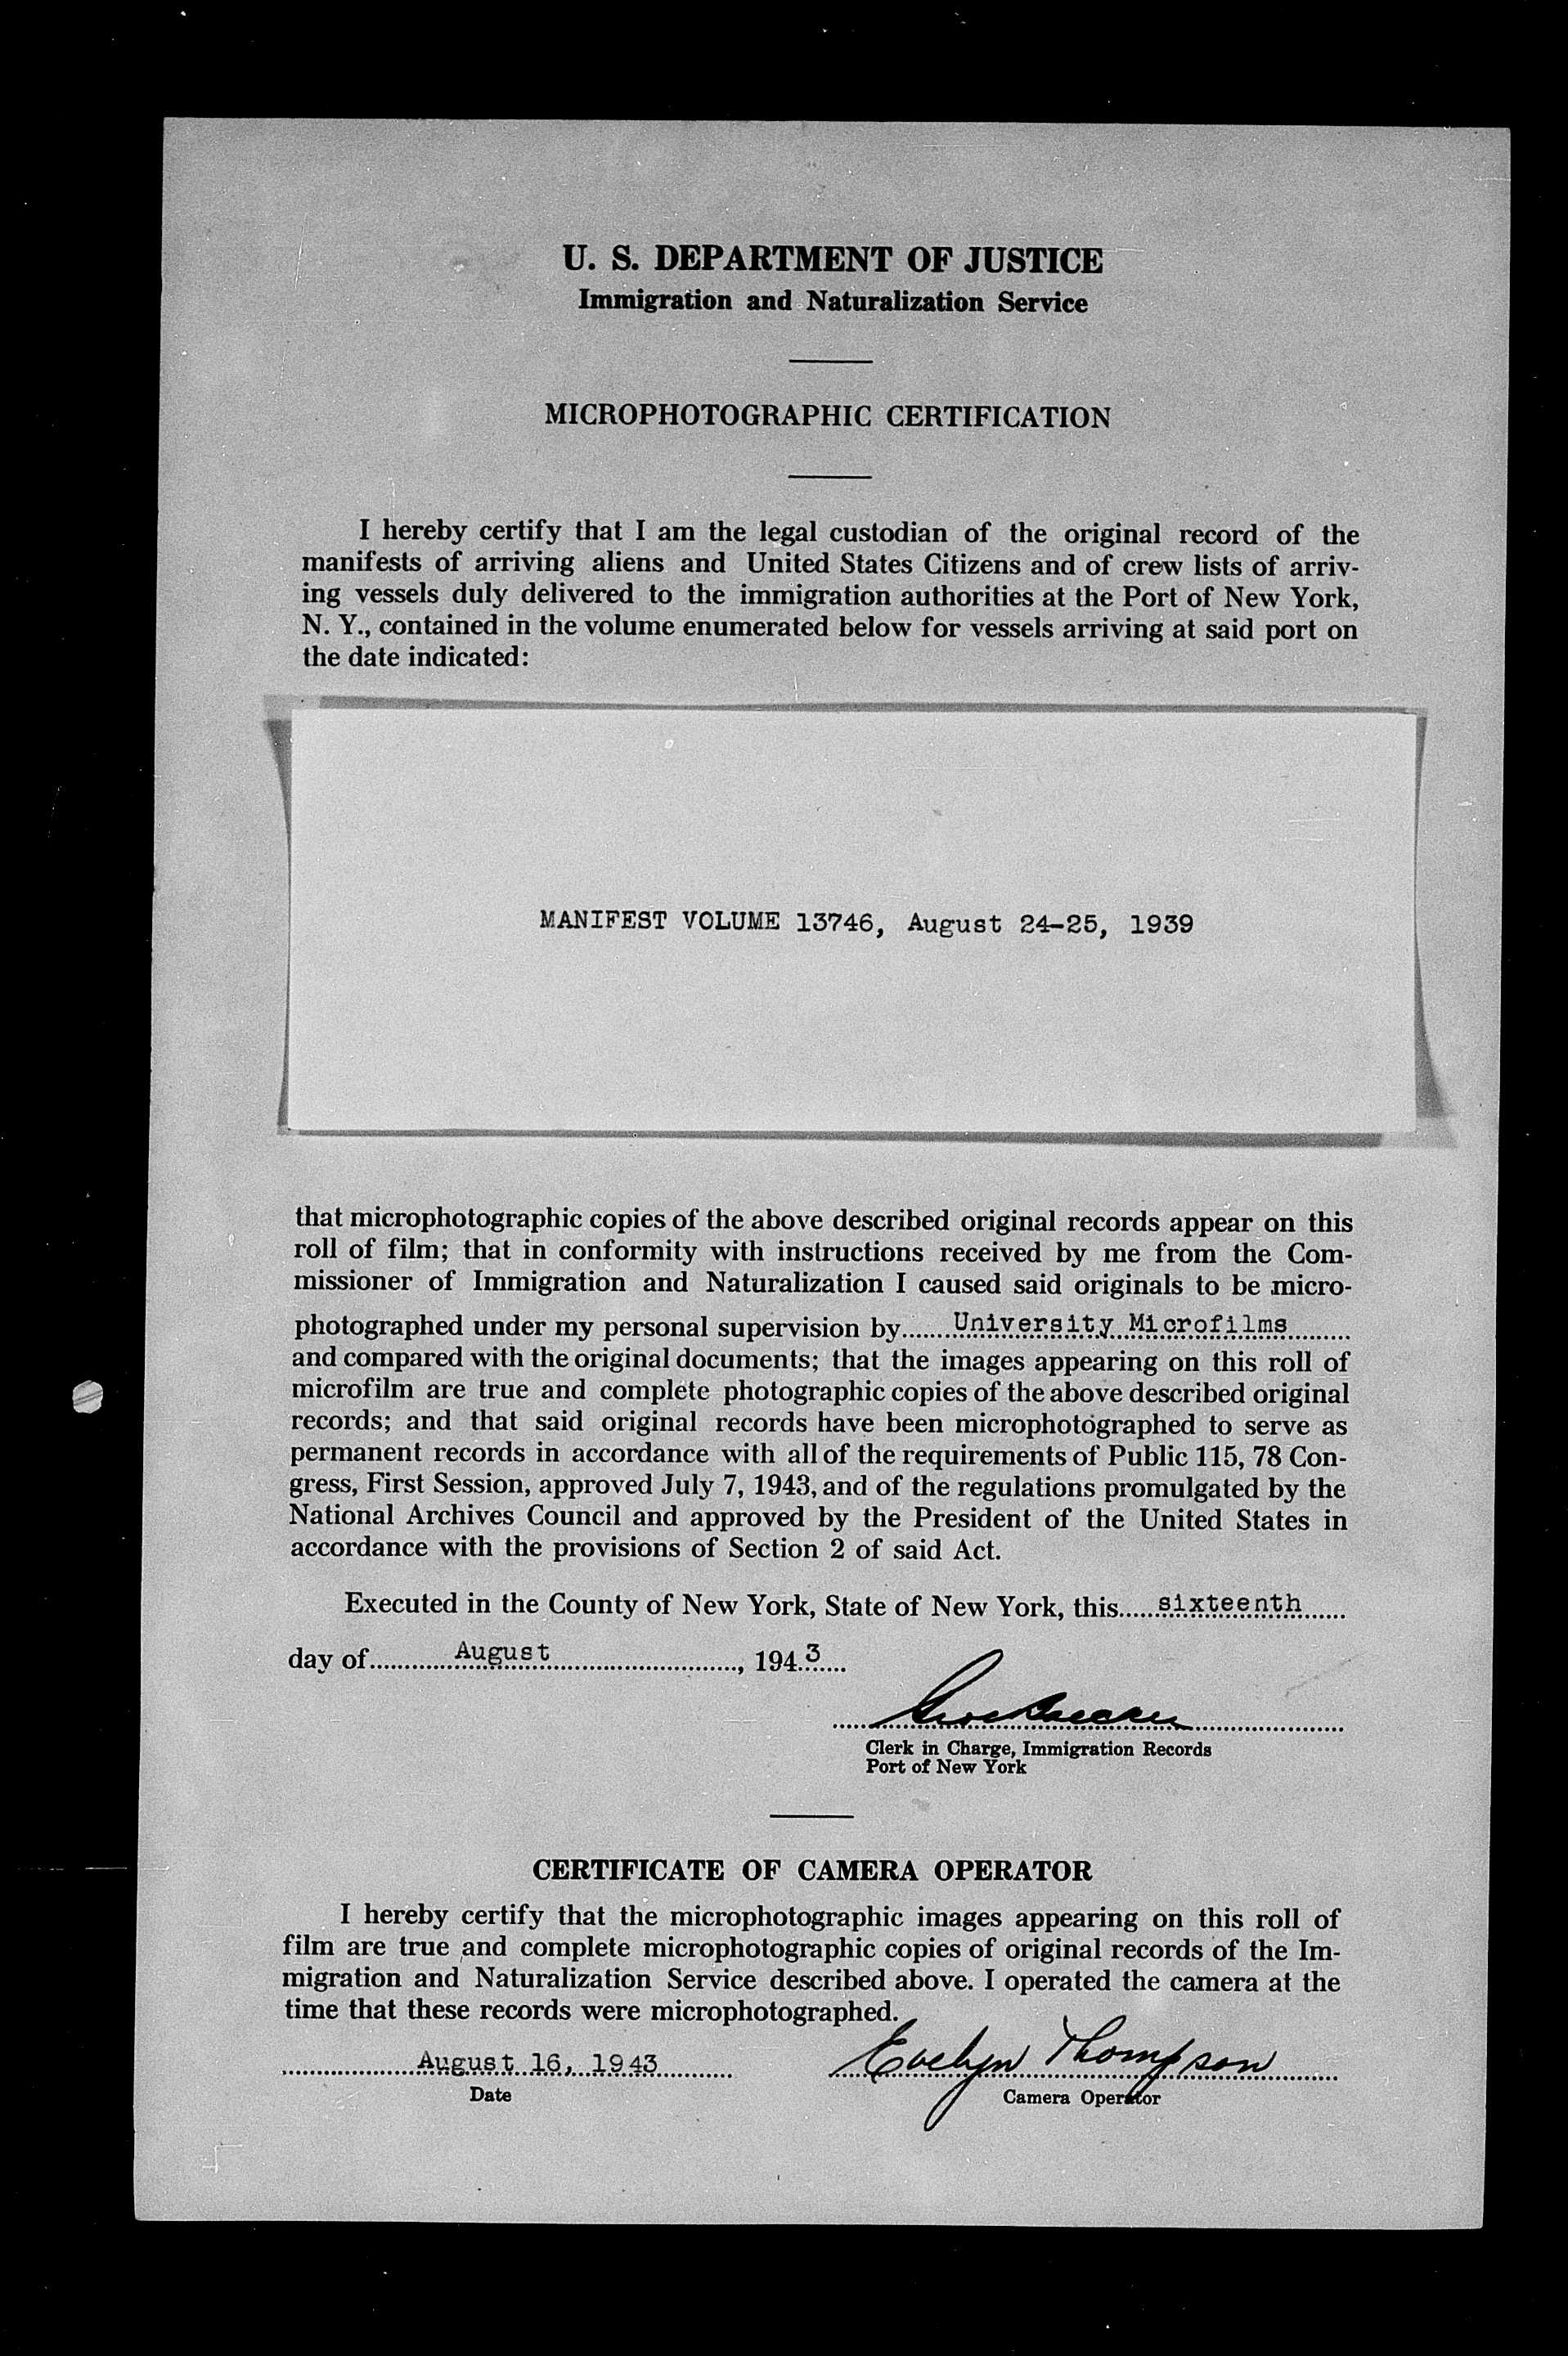 U. S. DEPARTMENT OF JUSTICE
Immigration and Naturalization Service
MICROPHOTOGRAPHIC CERTIFICATION
I hereby certify that I am the legal custodian of the original record of the
manifests of arriving aliens and United States Citizens and of crew lists of arriv-
ing vessels duly delivered to the immigration authorities at the Port of New York,
N. Y., contained in the volume enumerated below for vessels arriving at said port on
the date indicated:
MANIFEST VOLUME 13746, August 24-25, 1939
that microphotographic copies of the above described original records appear on this
roll of film; that in conformity with instructions received by me from the Com-
missioner of Immigration and Naturalization I caused said originals to be micro-
photographed under my personal supervision by University Microfilms
and compared with the original documents; that the images appearing on this roll of
microfilm are true and complete photographic copies of the above described original
records; and that said original records have been microphotographed to serve as
permanent records in accordance with all of the requirements of Public 115, 78 Con-
gress, First Session, approved July 7, 1943, and of the regulations promulgated by the
National Archives Council and approved by the President of the United States in
accordance with the provisions of Section 2 of said Act.
Executed in the County of New York, State of New York, this sixteenth
day of August, 1943
Clerk in Charge, Immigration Records
Port of New York
CERTIFICATE OF CAMERA OPERATOR
I hereby certify that the microphotographic images appearing on this roll of
film are true and complete microphotographic copies of original records of the Im-
migration and Naturalization Service described above. I operated the camera at the
time that these records were microphotographed.
August 16, 1943 Evelyn Thompson
Date Camera Operator